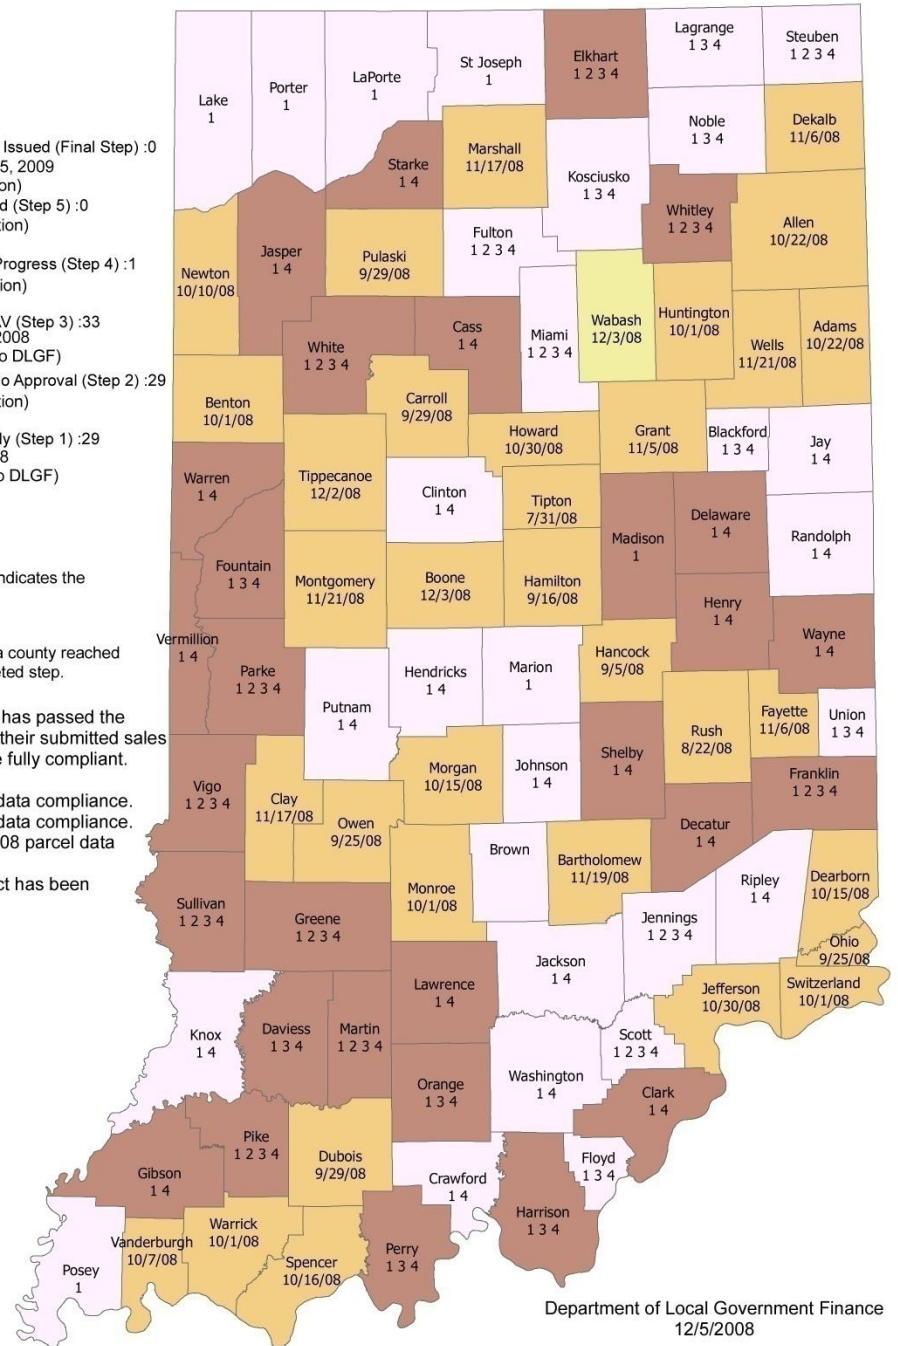 Issued (Final Step) :0
5, 2009
on)
d (Step 5) :0
tion)
Progress (Step 4) :1
ion)
V (Step 3) :33
2008
o DLGF)
o Approval (Step 2) :29
tion)
ly (Step 1) :29
8
o DLGF)
ndicates the
a county reached
eted step.
has passed the
their submitted sales
e fully compliant.
data compliance.
data compliance.
08 parcel data
ct has been
Lake
1
Porter
1
LaPorte
1
St Joseph
1
Elkhart
1 2 3 4
Lagrange
1 3 4
Steuben
1 2 3 4
Noble
1 3 4
Dekalb
11/6/08
Starke
1 4
Marshall
11/17/08
Kosciusko
1 3 4
Whitley
1 2 3 4
Allen
10/22/08
Newton
10/10/08
Jasper
1 4
Pulaski
9/29/08
Fulton
1 2 3 4
White
1 2 3 4
Cass
1 4
Miami
1 2 3 4
Wabash
12/3/08
Huntington
10/1/08
Wells
11/21/08
Adams
10/22/08
Benton
10/1/08
Carroll
9/29/08
Howard
10/30/08
Grant
11/5/08
Blackford
1 3 4
Jay
1 4
Warren
1 4
Tippecanoe
12/2/08
Clinton
1 4
Tipton
7/31/08
Madison
1
Delaware
1 4
Randolph
1 4
Fountain
1 3 4
Montgomery
11/21/08
Boone
12/3/08
Hamilton
9/16/08
Henry
1 4
Wayne
1 4
Vermillion
1 4
Parke
1 2 3 4
Putnam
1 4
Hendricks
1 4
Marion
1
Hancock
9/5/08
Rush
8/22/08
Fayette
11/6/08
Union
1 3 4
Vigo
1 2 3 4
Clay
11/17/08
Owen
9/25/08
Morgan
10/15/08
Johnson
1 4
Shelby
1 4
Franklin
1 2 3 4
Decatur
1 4
Sullivan
1 2 3 4
Greene
1 2 3 4
Monroe
10/1/08
Brown
Bartholomew
11/19/08
Jennings
1 2 3 4
Ripley
1 4
Dearborn
10/15/08
Ohio
9/25/08
Knox
1 4
Daviess
1 3 4
Martin
1 2 3 4
Lawrence
1 4
Jackson
1 4
Jefferson
10/30/08
Switzerland
10/1/08
Orange
1 3 4
Washington
1 4
Scott
1 2 3 4
Clark
1 4
Gibson
1 4
Pike
1 2 3 4
Dubois
9/29/08
Crawford
1 4
Harrison
1 3 4
Floyd
1 3 4
Posey
1
Vanderburgh
10/7/08
Warrick
10/1/08
Spencer
10/16/08
Perry
1 3 4
Department of Local Government Finance
12/5/2008